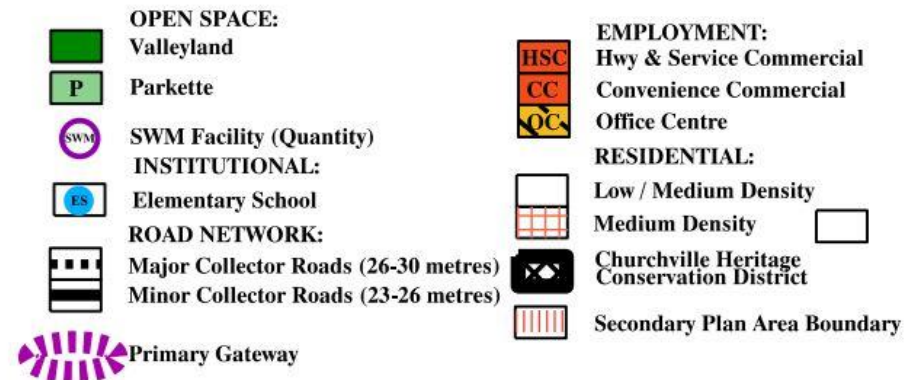 OPEN SPACE:
Valleyland
P Parkette
SWM SWM Facility (Quantity)
INSTITUTIONAL:
ES Elementary School
ROAD NETWORK:
Major Collector Roads (26-30 metres)
Minor Collector Roads (23-26 metres)
Primary Gateway
EMPLOYMENT:
HSC Hwy & Service Commercial
CC Convenience Commercial
OC Office Centre
RESIDENTIAL:
Low / Medium Density
Medium Density
Churchville Heritage
Conservation District
Secondary Plan Area Boundary